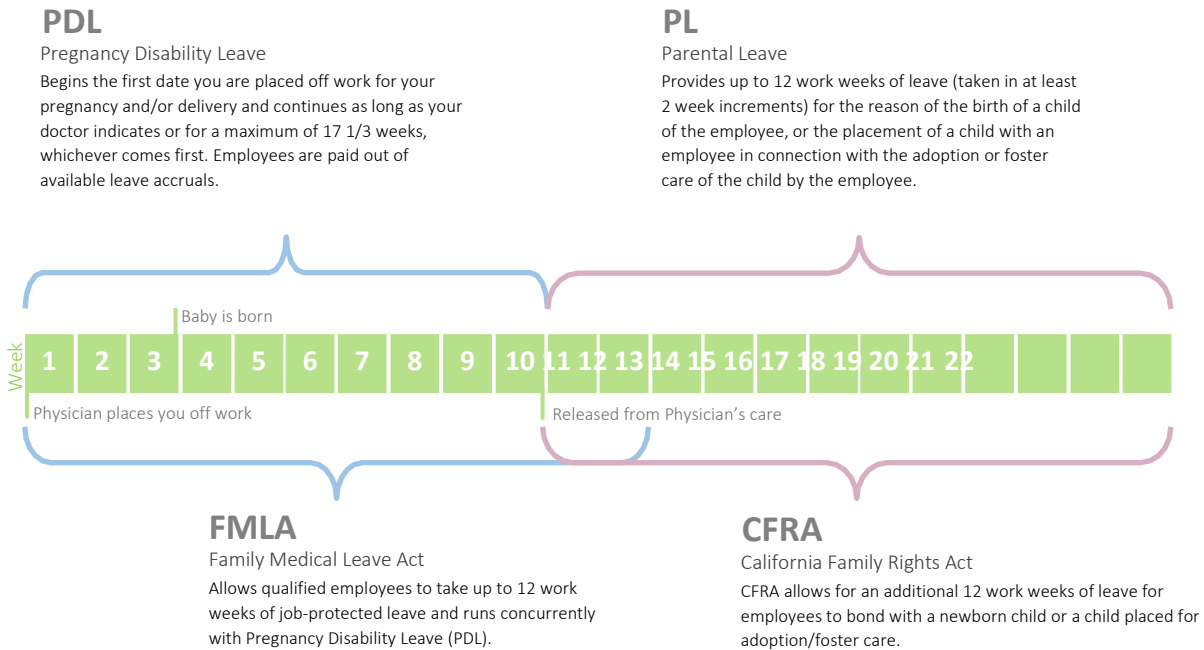 PDL
Pregnancy Disability Leave
Begins the first date you are placed off work for your
pregnancy and/or delivery and continues as long as your
doctor indicates or for a maximum of 17 1/3 weeks,
whichever comes first. Employees are paid out of
available leave accruals.
PL
Parental Leave
Provides up to 12 work weeks of leave (taken in at least
2 week increments) for the reason of the birth of a child
of the employee, or the placement of a child with an
employee in connection with the adoption or foster
care of the child by the employee.
Baby is born
Week
1 2 3 4 5 6 7 8 9 10 11 12 13 14 15 16 17 18 19 20 21 22
Physician places you off work
Released from Physician’s care
FMLA
Family Medical Leave Act
Allows qualified employees to take up to 12 work
weeks of job-protected leave and runs concurrently
with Pregnancy Disability Leave (PDL).
CFRA
California Family Rights Act
CFRA allows for an additional 12 work weeks of leave for
employees to bond with a newborn child or a child placed for
adoption/foster care.